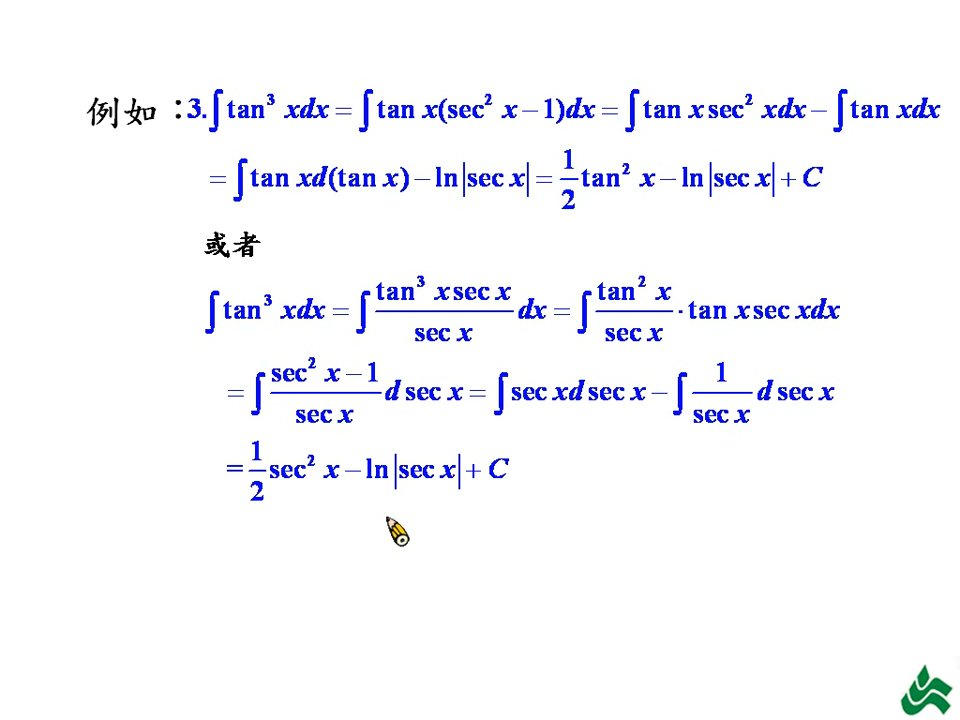 例如：3.∫tan³ xdx = ∫tan x(sec² x − 1)dx = ∫tan x sec² xdx − ∫tan xdx
= ∫tan xd(tan x) − ln|sec x| = 1/2 tan² x − ln|sec x| + C
或者
∫tan³ xdx = ∫(tan³ x sec x)/(sec x) dx = ∫(tan² x)/(sec x) · tan x sec xdx
= ∫(sec² x − 1)/(sec x) d sec x = ∫sec xd sec x − ∫1/(sec x) d sec x
= 1/2 sec² x − ln|sec x| + C